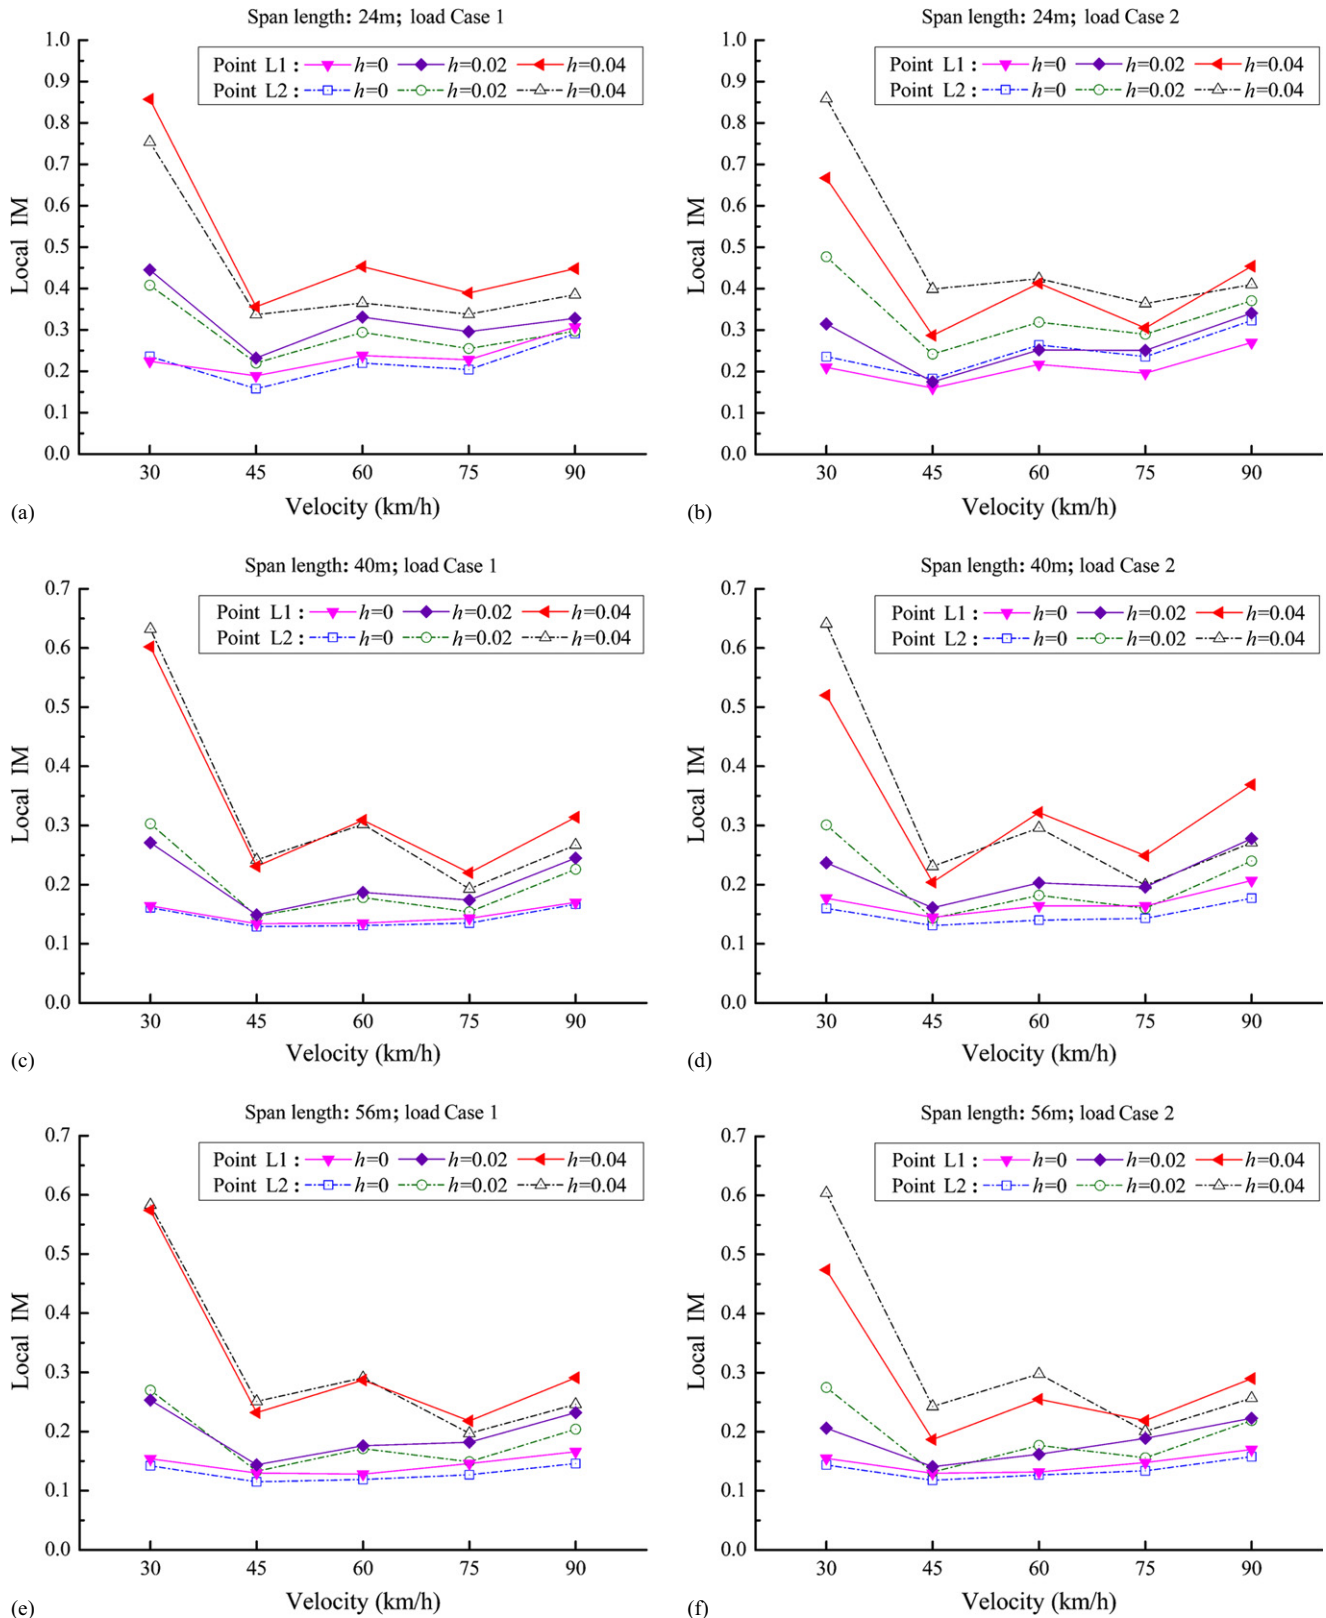 Span length: 24m; load Case 1
Point L1: h=0 h=0.02 h=0.04
Point L2: h=0 h=0.02 h=0.04
Local IM
1.0
0.9
0.8
0.7
0.6
0.5
0.4
0.3
0.2
0.1
0.0
30 45 60 75 90
Velocity (km/h)
(a)
Span length: 24m; load Case 2
Point L1: h=0 h=0.02 h=0.04
Point L2: h=0 h=0.02 h=0.04
Local IM
1.0
0.9
0.8
0.7
0.6
0.5
0.4
0.3
0.2
0.1
0.0
30 45 60 75 90
Velocity (km/h)
(b)
Span length: 40m; load Case 1
Point L1: h=0 h=0.02 h=0.04
Point L2: h=0 h=0.02 h=0.04
Local IM
0.7
0.6
0.5
0.4
0.3
0.2
0.1
0.0
30 45 60 75 90
Velocity (km/h)
(c)
Span length: 40m; load Case 2
Point L1: h=0 h=0.02 h=0.04
Point L2: h=0 h=0.02 h=0.04
Local IM
0.7
0.6
0.5
0.4
0.3
0.2
0.1
0.0
30 45 60 75 90
Velocity (km/h)
(d)
Span length: 56m; load Case 1
Point L1: h=0 h=0.02 h=0.04
Point L2: h=0 h=0.02 h=0.04
Local IM
0.7
0.6
0.5
0.4
0.3
0.2
0.1
0.0
30 45 60 75 90
Velocity (km/h)
(e)
Span length: 56m; load Case 2
Point L1: h=0 h=0.02 h=0.04
Point L2: h=0 h=0.02 h=0.04
Local IM
0.7
0.6
0.5
0.4
0.3
0.2
0.1
0.0
30 45 60 75 90
Velocity (km/h)
(f)